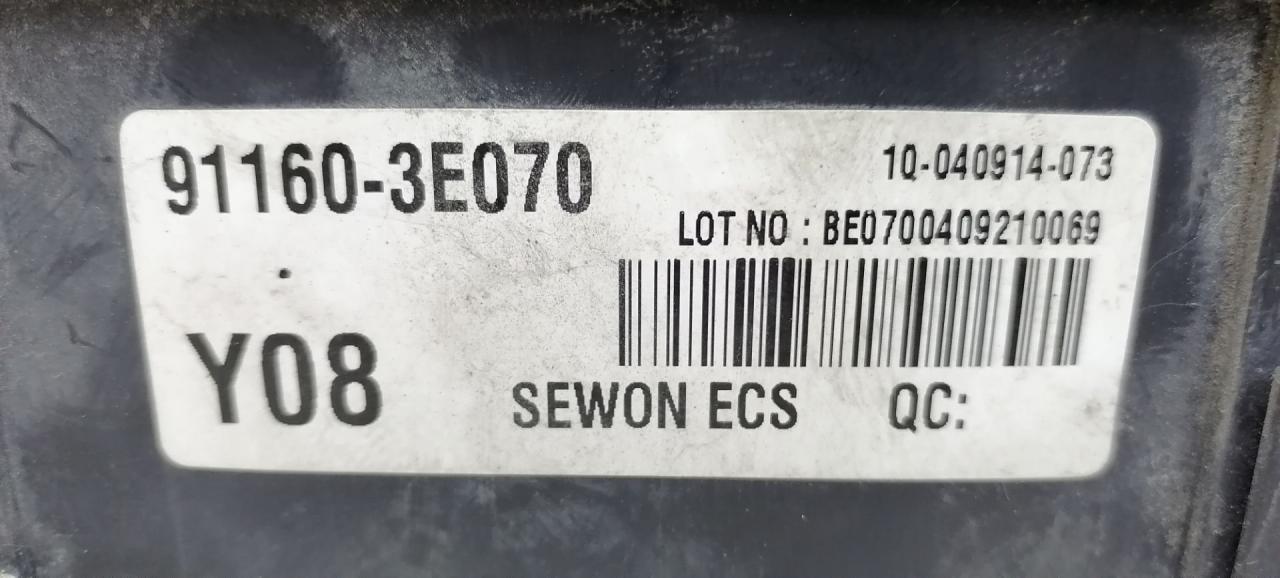 91160-3E070
1Q-040914-073
LOT NO : BE0700409210069
Y08
SEWON ECS QC: